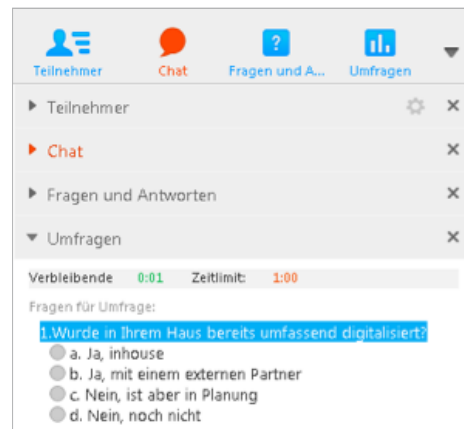 Teilnehmer Chat Fragen und A... Umfragen
Teilnehmer
Chat
Fragen und Antworten
Umfragen
Verbleibende 0:01 Zeitlimit: 1:00
Fragen für Umfrage:
1.Wurde in Ihrem Haus bereits umfassend digitalisiert?
a. Ja, inhouse
b. Ja, mit einem externen Partner
c. Nein, ist aber in Planung
d. Nein, noch nicht